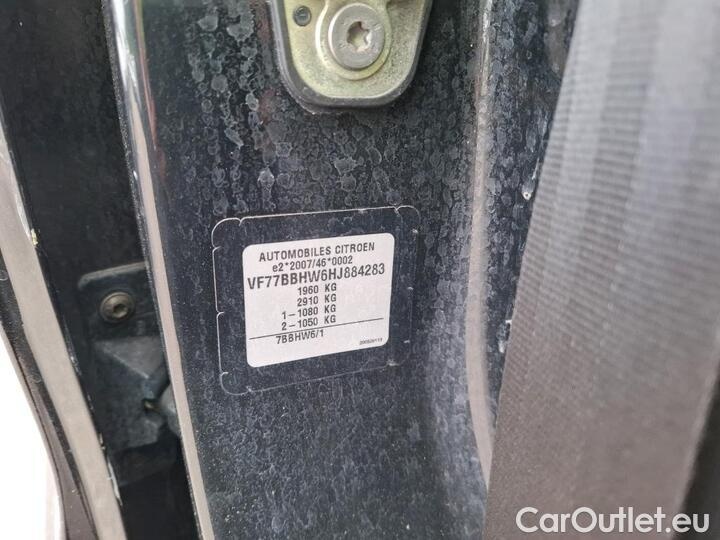 AUTOMOBILES CITROEN
e2*2007/46*0002
VF77BBHW6HJ884283
1960 KG
2910 KG
1-1080 KG
2-1050 KG
7BBHW6/1
CarOutlet.eu